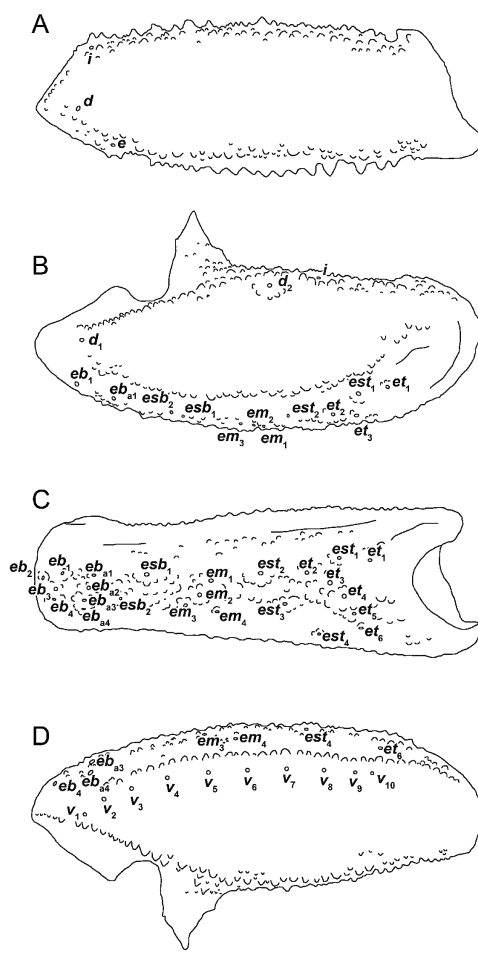 A
i
d
e
B
i
d2
d1
eb1
eba1
esb2
esb1
em2
em3
em1
est2
et2
est1
et1
et3
C
eb2
eb1
eba1
esb1
em1
est2
et2
est1
et1
et3
eb3
eba2
em2
et4
eb4
eba3
esb2
em3
em4
est3
et5
eba4
est4
et6
D
eba3
em3
em4
est4
et6
eb4
eba4
v1
v2
v3
v4
v5
v6
v7
v8
v9
v10